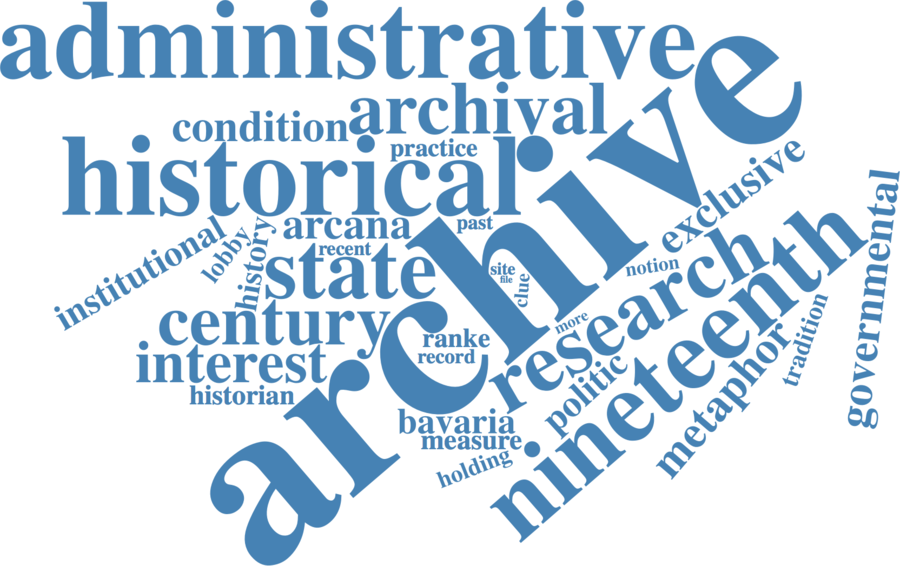 administrative
archive
archival
condition
practice
historical
exclusive
arcana
past
governmental
institutional
lobby
history
recent
state
site
file
clue
notion
research
nineteenth
century
more
ranke
record
interest
tradition
historian
politic
metaphor
bavaria
measure
holding